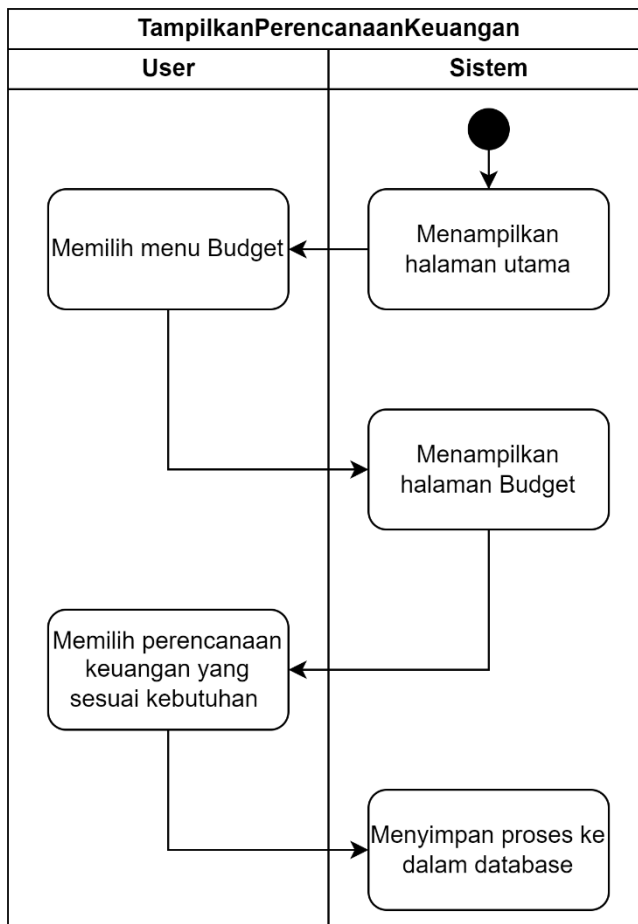 TampilkanPerencanaanKeuangan
User
Sistem
Menampilkan
halaman utama
Memilih menu Budget
Menampilkan
halaman Budget
Memilih perencanaan
keuangan yang
sesuai kebutuhan
Menyimpan proses ke
dalam database